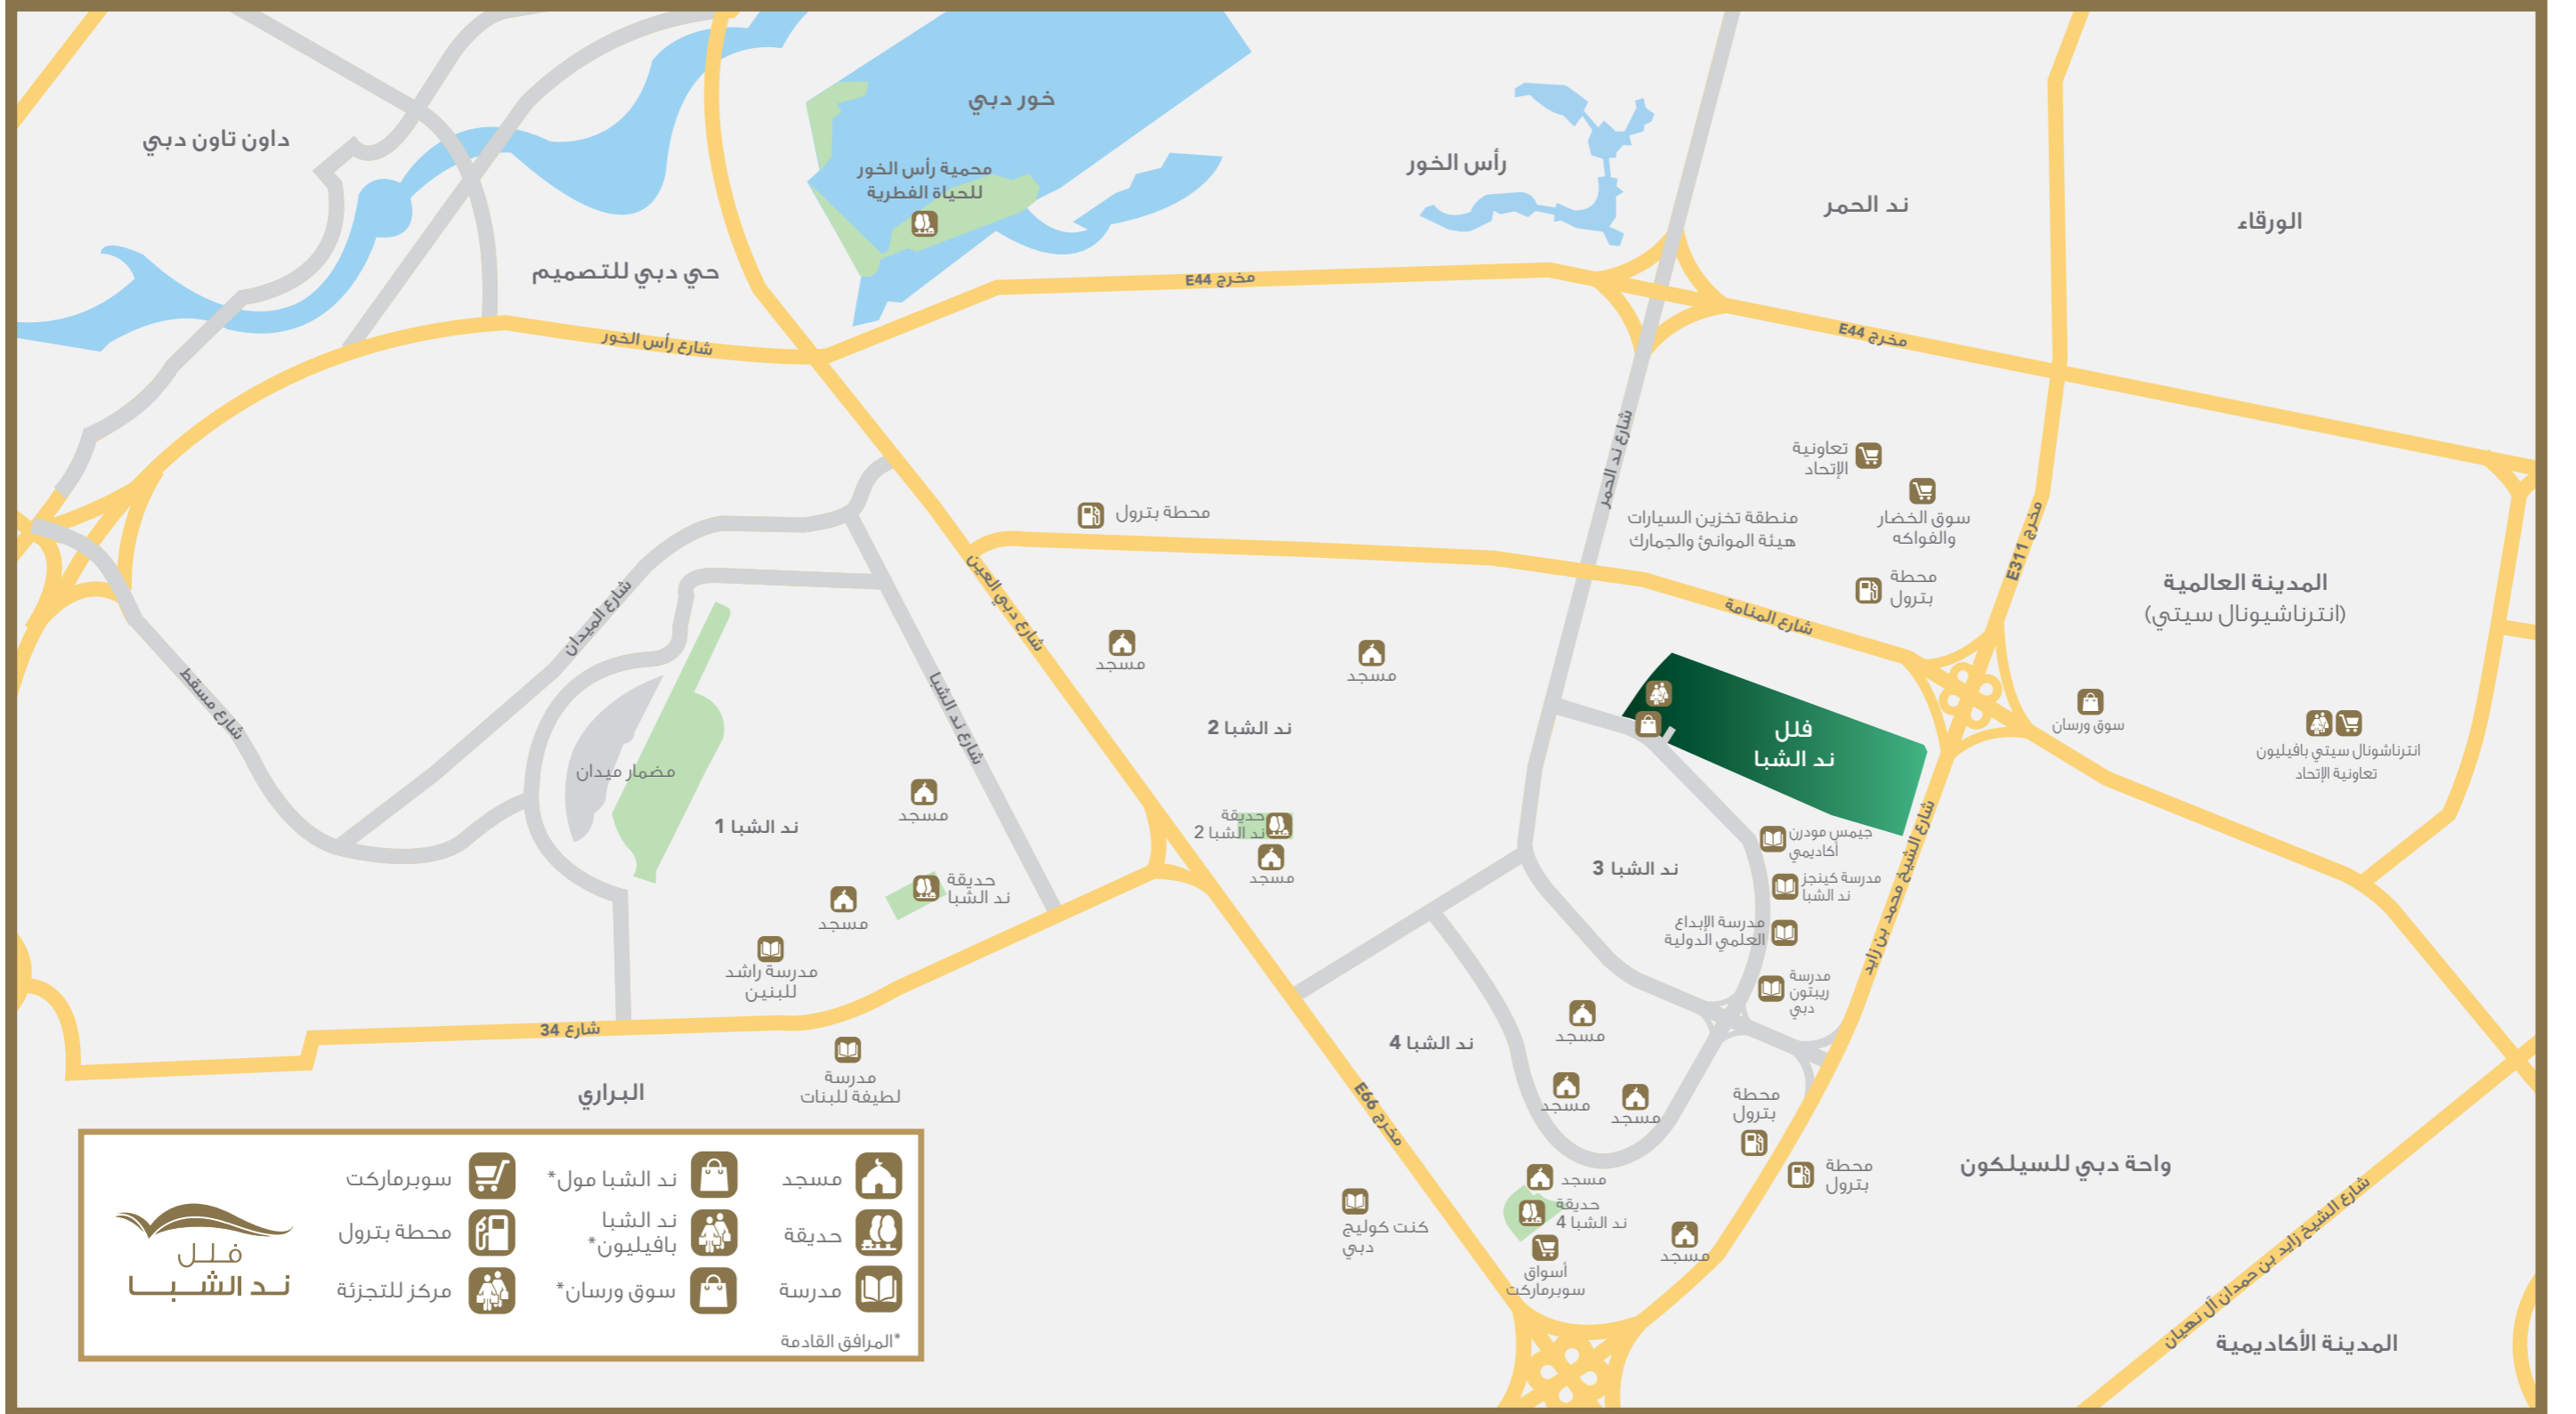 خور دبي
داون تاون دبي
رأس الخور
محمية رأس الخور
للحياة الفطرية
ند الحمر
الورقاء
حي دبي للتصميم
مخرج E44
شارع رأس الخور
مخرج E44
شارع ند الحمر
تعاونية
الإتحاد
سوق الخضار
والفواكه
محطة بترول
منطقة تخزين السيارات
هيئة الموانئ والجمارك
مخرج E311
محطة
بترول
المدينة العالمية
(انترناشيونال سيتي)
شارع دبي العين
شارع الميدان
شارع المنامة
مسجد
مسجد
شارع مسقط
شارع ند الشبا
ند الشبا 2
فلل
ند الشبا
سوق ورسان
انترناشونال سيتي بافيليون
تعاونية الإتحاد
مضمار ميدان
مسجد
ند الشبا 1
حديقة
ند الشبا 2
مسجد
جيمس مودرن
أكاديمي
شارع الشيخ محمد بن زايد
ند الشبا 3
مدرسة كينجز
ند الشبا
حديقة
ند الشبا
مسجد
مدرسة الإبداع
العلمي الدولية
مدرسة راشد
للبنين
مدرسة
ريبتون
دبي
شارع 34
مسجد
ند الشبا 4
مدرسة
لطيفة للبنات
البراري
مخرج E66
مسجد
مسجد
محطة
بترول
محطة
بترول
واحة دبي للسيلكون
مسجد
حديقة
ند الشبا 4
كنت كوليج
دبي
مسجد
أسواق
سوبرماركت
شارع الشيخ زايد بن حمدان آل نهيان
المدينة الأكاديمية
مسجد
ند الشبا مول*
سوبرماركت
حديقة
ند الشبا
بافيليون*
محطة بترول
مدرسة
سوق ورسان*
مركز للتجزئة
*المرافق القادمة
فلل
ند الشبا